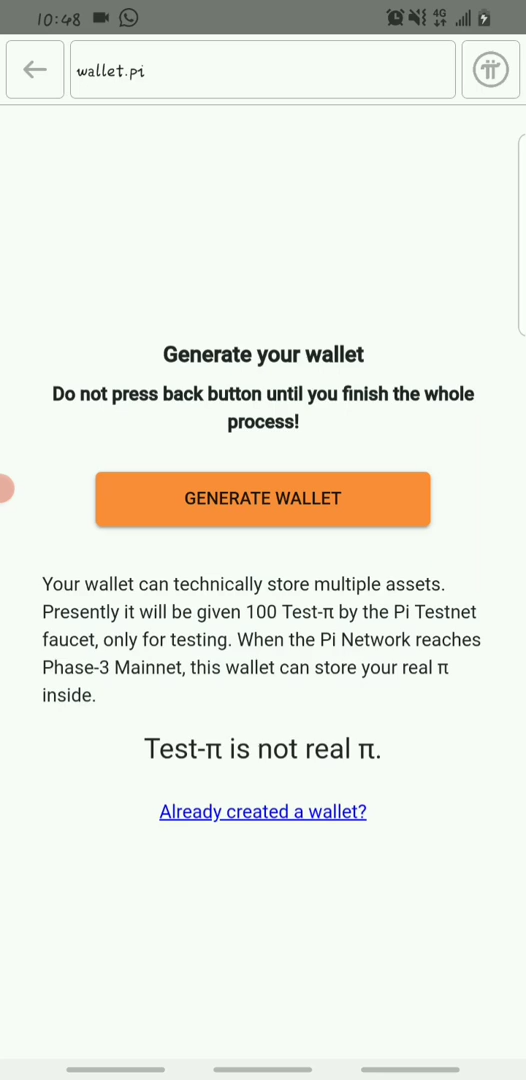 10:48
4G
wallet.pi
Generate your wallet
Do not press back button until you finish the whole
process!
GENERATE WALLET
Your wallet can technically store multiple assets.
Presently it will be given 100 Test-π by the Pi Testnet
faucet, only for testing. When the Pi Network reaches
Phase-3 Mainnet, this wallet can store your real π
inside.
Test-π is not real π.
Already created a wallet?